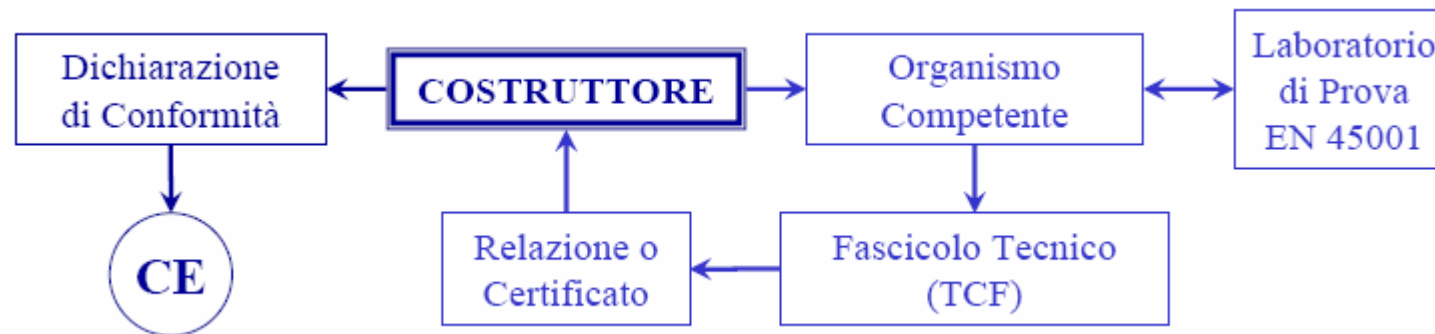 Dichiarazione
di Conformità
COSTRUTTORE
Organismo
Competente
Laboratorio
di Prova
EN 45001
CE
Relazione o
Certificato
Fascicolo Tecnico
(TCF)